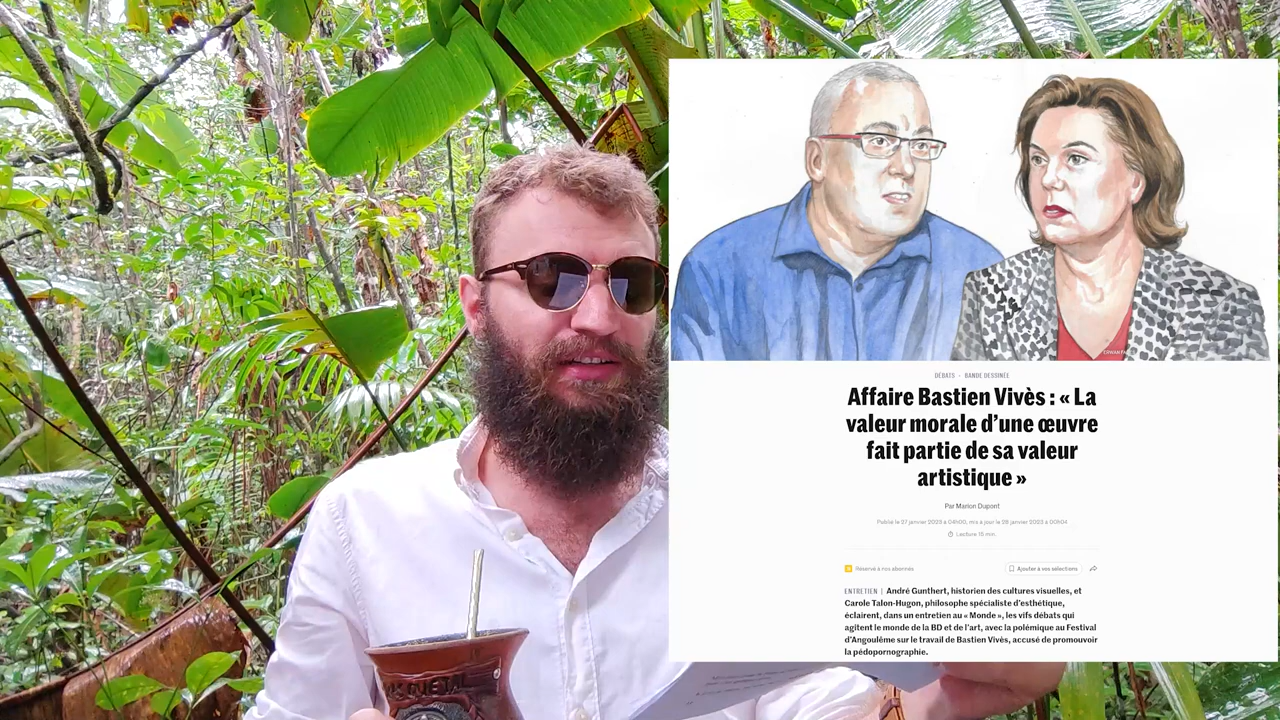 DÉBATS • BANDE DESSINÉE
Affaire Bastien Vivès : « La
valeur morale d'une œuvre
fait partie de sa valeur
artistique »
Par Marion Dupont
Publié le 27 janvier 2023 à 04h00, mis à jour le 28 janvier 2023 à 00h04
Lecture 15 min.
Réservé à nos abonnés
Ajouter à vos sélections
ENTRETIEN | André Gunthert, historien des cultures visuelles, et
Carole Talon-Hugon, philosophe spécialiste d'esthétique,
éclairent, dans un entretien au « Monde », les vifs débats qui
agitent le monde de la BD et de l'art, avec la polémique au Festival
d'Angoulême sur le travail de Bastien Vivès, accusé de promouvoir
la pédopornographie.